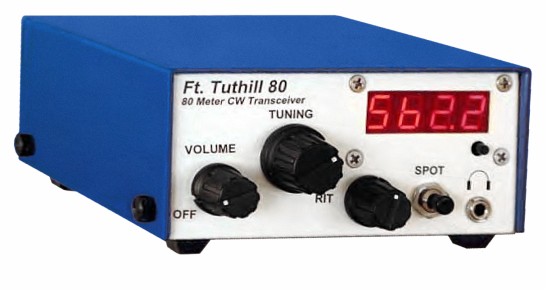 Ft. Tuthill 80
80 Meter CW Transceiver
TUNING
562.2
VOLUME
SPOT
OFF
RIT